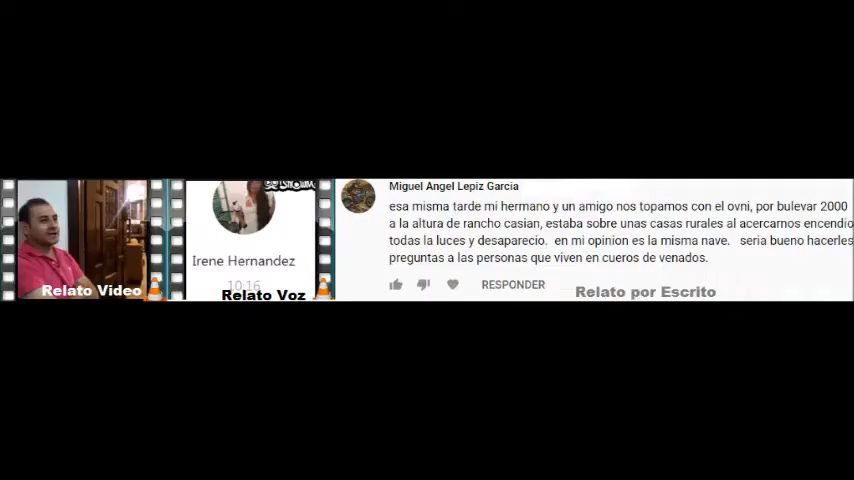 Relato Video
Irene Hernandez
10:16
Relato Voz
Miguel Angel Lepiz Garcia
esa misma tarde mi hermano y un amigo nos topamos con el ovni, por bulevar 2000
a la altura de rancho casian, estaba sobre unas casas rurales al acercarnos encendio
todas la luces y desaparecio. en mi opinion es la misma nave. seria bueno hacerles
preguntas a las personas que viven en cueros de venados.
RESPONDER
Relato por Escrito